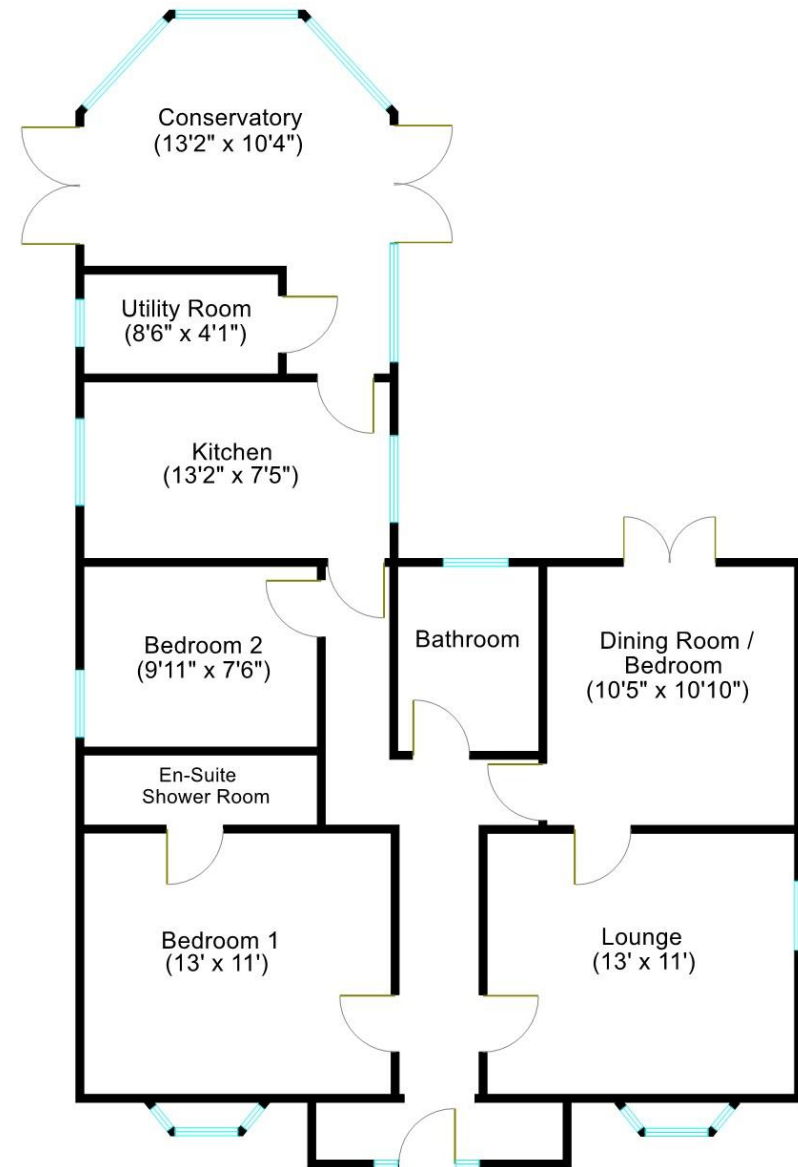 Conservatory
(13'2" x 10'4")
Utility Room
(8'6" x 4'1")
Kitchen
(13'2" x 7'5")
Bedroom 2
(9'11" x 7'6")
Bathroom
Dining Room /
Bedroom
(10'5" x 10'10")
En-Suite
Shower Room
Bedroom 1
(13' x 11')
Lounge
(13' x 11')